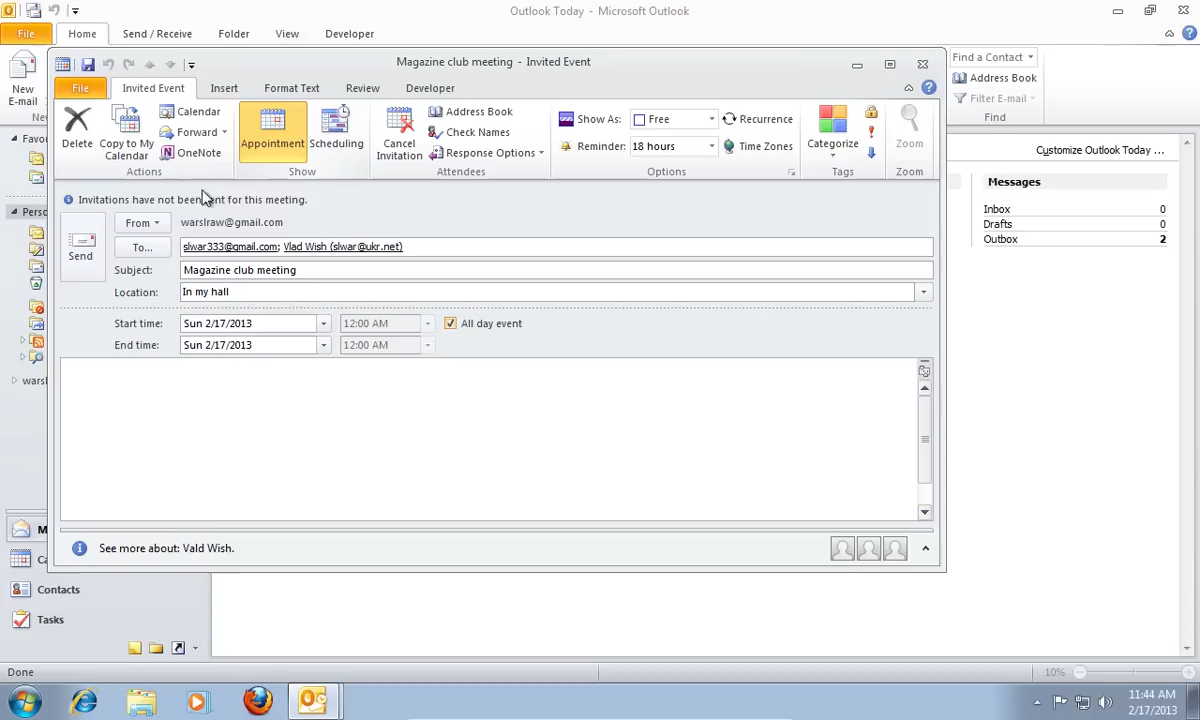 Outlook Today - Microsoft Outlook
File Home Send / Receive Folder View Developer
New
E-mail
Find a Contact
Address Book
Filter E-mail
Find
Magazine club meeting - Invited Event
File Invited Event Insert Format Text Review Developer
Delete
Copy to My
Calendar
Calendar
Forward
OneNote
Actions
Appointment
Scheduling
Show
Cancel
Invitation
Address Book
Check Names
Response Options
Attendees
Show As: Free
Recurrence
Reminder: 18 hours
Time Zones
Options
Categorize
Tags
Zoom
Zoom
Invitations have not been sent for this meeting.
From warslraw@gmail.com
Send
To... slwar333@gmail.com; Vlad Wish (slwar@ukr.net)
Subject: Magazine club meeting
Location: In my hall
Start time: Sun 2/17/2013 12:00 AM All day event
End time: Sun 2/17/2013 12:00 AM
See more about: Vald Wish.
Favo
Perso
warsl
M
Ca
Contacts
Tasks
Customize Outlook Today ...
Messages
Inbox 0
Drafts 0
Outbox 2
Done
10%
11:44 AM
2/17/2013